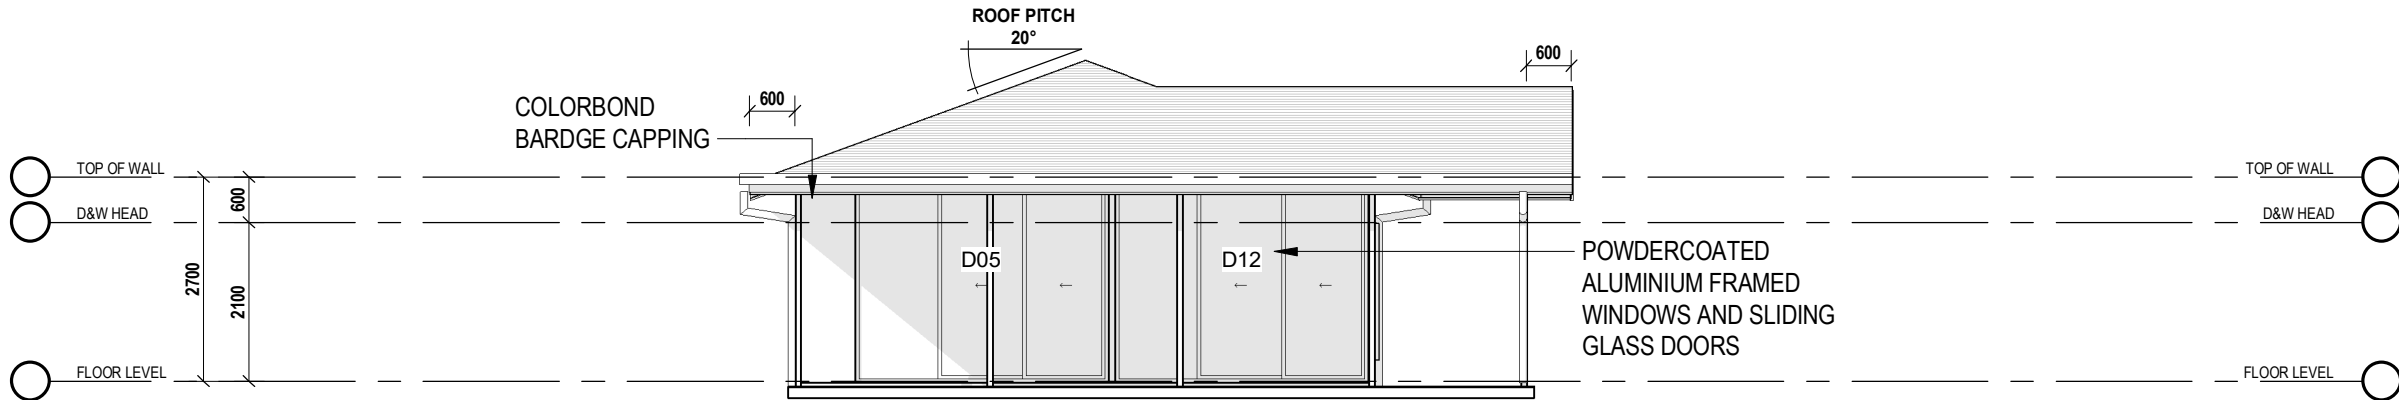 ROOF PITCH
20°
600
600
COLORBOND
BARDGE CAPPING
TOP OF WALL
TOP OF WALL
600
D&W HEAD
D&W HEAD
2700
2100
D05
D12
POWDERCOATED
ALUMINIUM FRAMED
WINDOWS AND SLIDING
GLASS DOORS
FLOOR LEVEL
FLOOR LEVEL